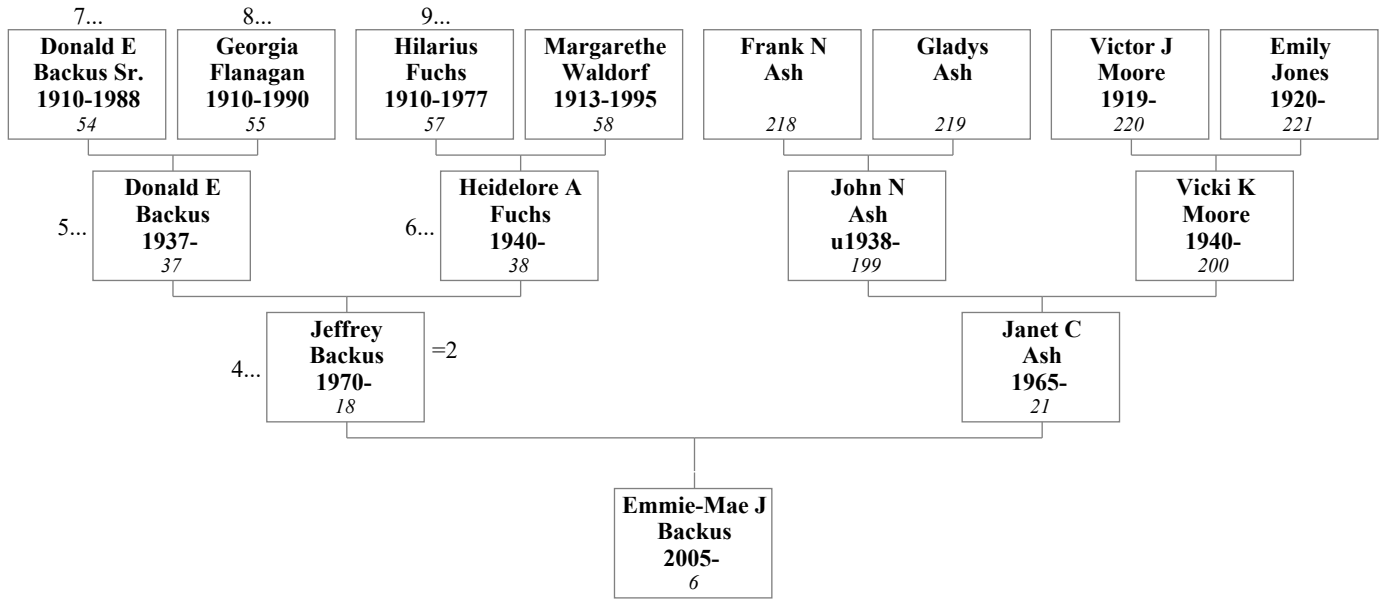 7...
8...
9...
Donald E
Backus Sr.
1910-1988
54
Georgia
Flanagan
1910-1990
55
Hilarius
Fuchs
1910-1977
57
Margarethe
Waldorf
1913-1995
58
Frank N
Ash
218
Gladys
Ash
219
Victor J
Moore
1919-
220
Emily
Jones
1920-
221
5...
Donald E
Backus
1937-
37
6...
Heidelore A
Fuchs
1940-
38
John N
Ash
u1938-
199
Vicki K
Moore
1940-
200
4...
Jeffrey
Backus
1970-
18
=2
Janet C
Ash
1965-
21
Emmie-Mae J
Backus
2005-
6